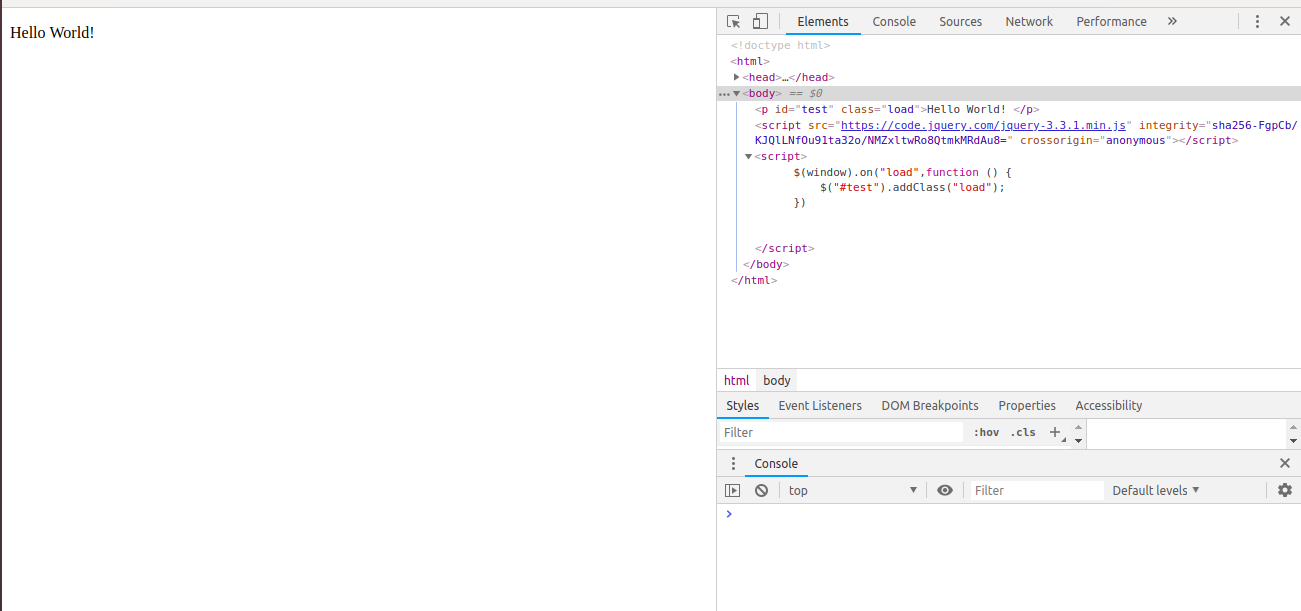 Hello World!
Elements Console Sources Network Performance »
<!doctype html>
<html>
<head>…</head>
<body> == $0
<p id="test" class="load">Hello World! </p>
<script src="https://code.jquery.com/jquery-3.3.1.min.js" integrity="sha256-FgpCb/
KJQlLNfOu91ta32o/NMZxltwRo8QtmkMRdAu8=" crossorigin="anonymous"></script>
<script>
$(window).on("load",function () {
$("#test").addClass("load");
})
</script>
</body>
</html>
html body
Styles Event Listeners DOM Breakpoints Properties Accessibility
Filter :hov .cls +
Console
top Filter Default levels